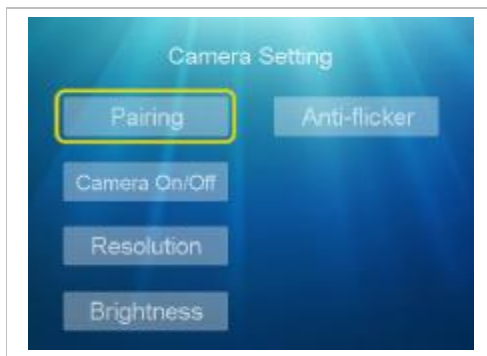 Camera Setting
Pairing
Anti-flicker
Camera On/Off
Resolution
Brightness